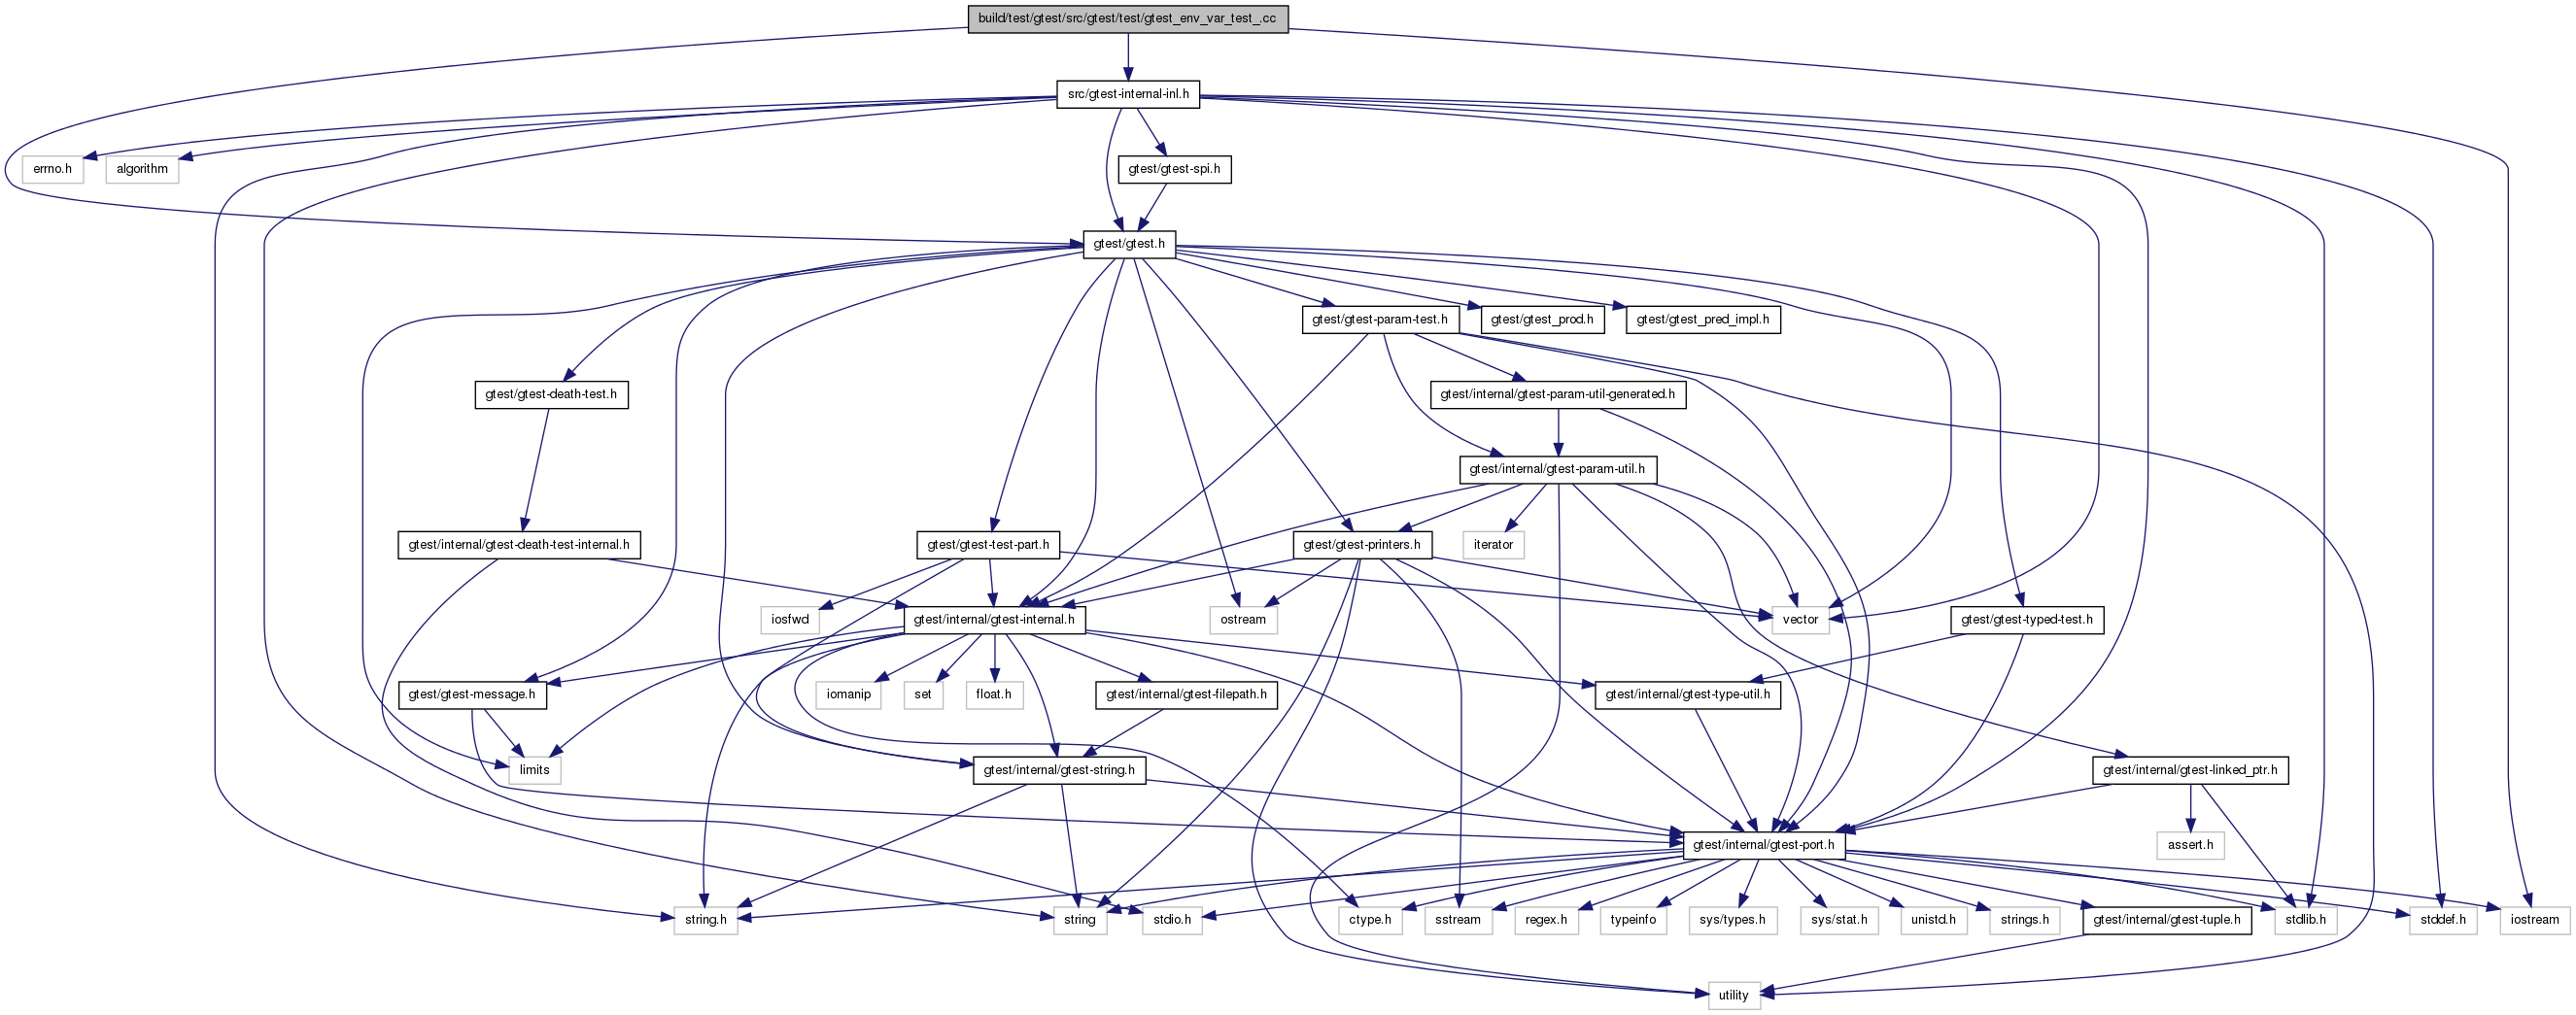 build/test/gtest/src/gtest/test/gtest_env_var_test_.cc
src/gtest-internal-inl.h
errno.h
algorithm
gtest/gtest-spi.h
gtest/gtest.h
gtest/gtest-param-test.h
gtest/gtest_prod.h
gtest/gtest_pred_impl.h
gtest/gtest-death-test.h
gtest/internal/gtest-param-util-generated.h
gtest/internal/gtest-param-util.h
gtest/internal/gtest-death-test-internal.h
gtest/gtest-test-part.h
gtest/gtest-printers.h
iterator
iosfwd
gtest/internal/gtest-internal.h
ostream
vector
gtest/gtest-typed-test.h
gtest/gtest-message.h
iomanip
set
float.h
gtest/internal/gtest-filepath.h
gtest/internal/gtest-type-util.h
limits
gtest/internal/gtest-string.h
gtest/internal/gtest-linked_ptr.h
gtest/internal/gtest-port.h
assert.h
string.h
string
stdio.h
ctype.h
sstream
regex.h
typeinfo
sys/types.h
sys/stat.h
unistd.h
strings.h
gtest/internal/gtest-tuple.h
stdlib.h
stddef.h
iostream
utility